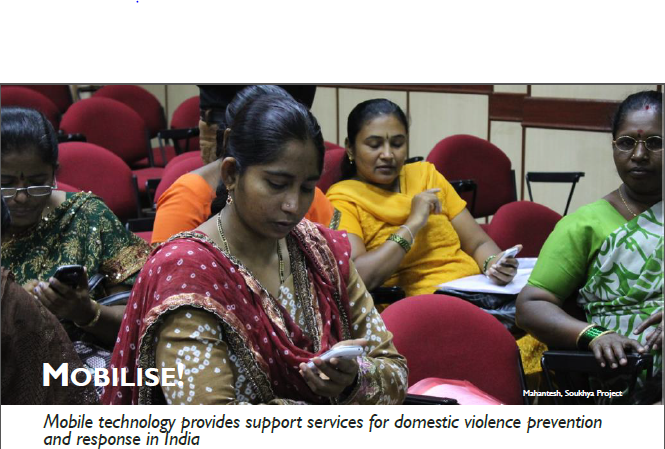 MOBILISE!
Mahantesh, Soukhya Project
Mobile technology provides support services for domestic violence prevention
and response in India